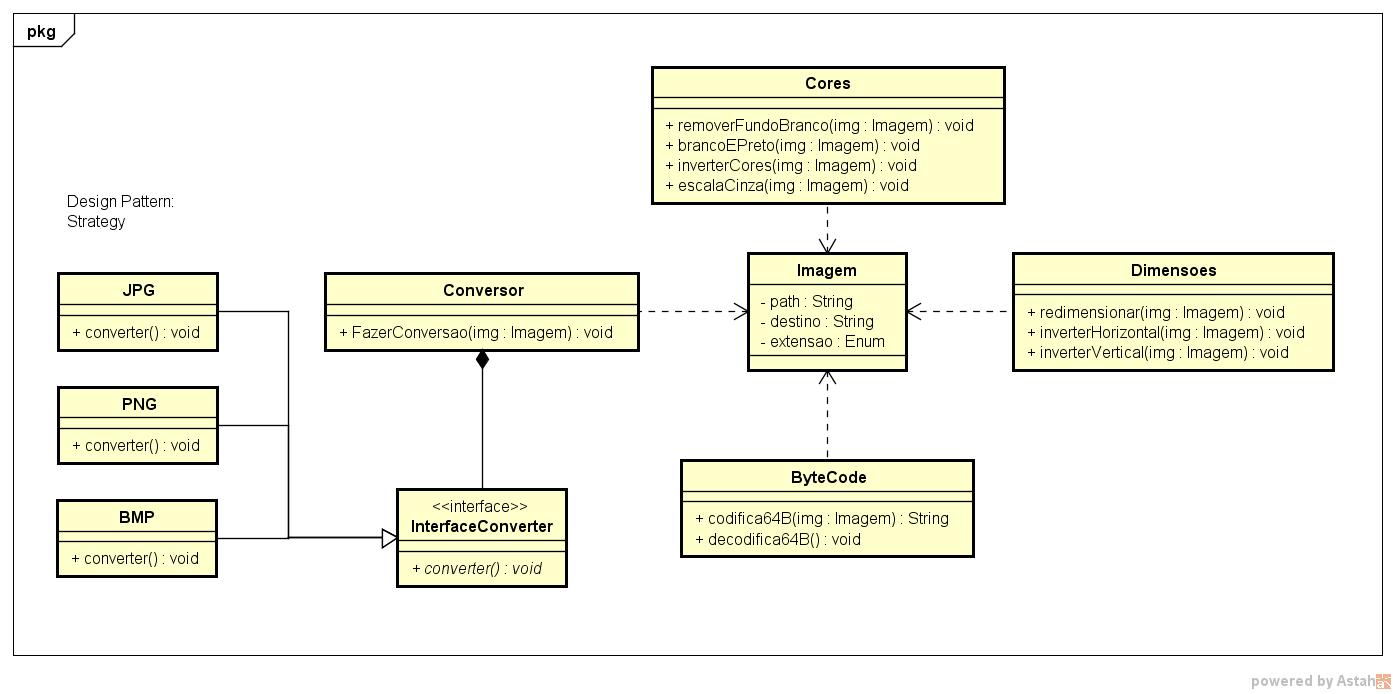 pkg
Cores
+ removerFundoBranco(img : Imagem) : void
+ brancoEPreto(img : Imagem) : void
+ inverterCores(img : Imagem) : void
+ escalaCinza(img : Imagem) : void
Design Pattern:
Strategy
JPG
+ converter() : void
Conversor
+ FazerConversao(img : Imagem) : void
Imagem
- path : String
- destino : String
- extensao : Enum
Dimensoes
+ redimensionar(img : Imagem) : void
+ inverterHorizontal(img : Imagem) : void
+ inverterVertical(img : Imagem) : void
PNG
+ converter() : void
BMP
+ converter() : void
<<interface>>
InterfaceConverter
+ converter() : void
ByteCode
+ codifica64B(img : Imagem) : String
+ decodifica64B() : void
powered by Astah